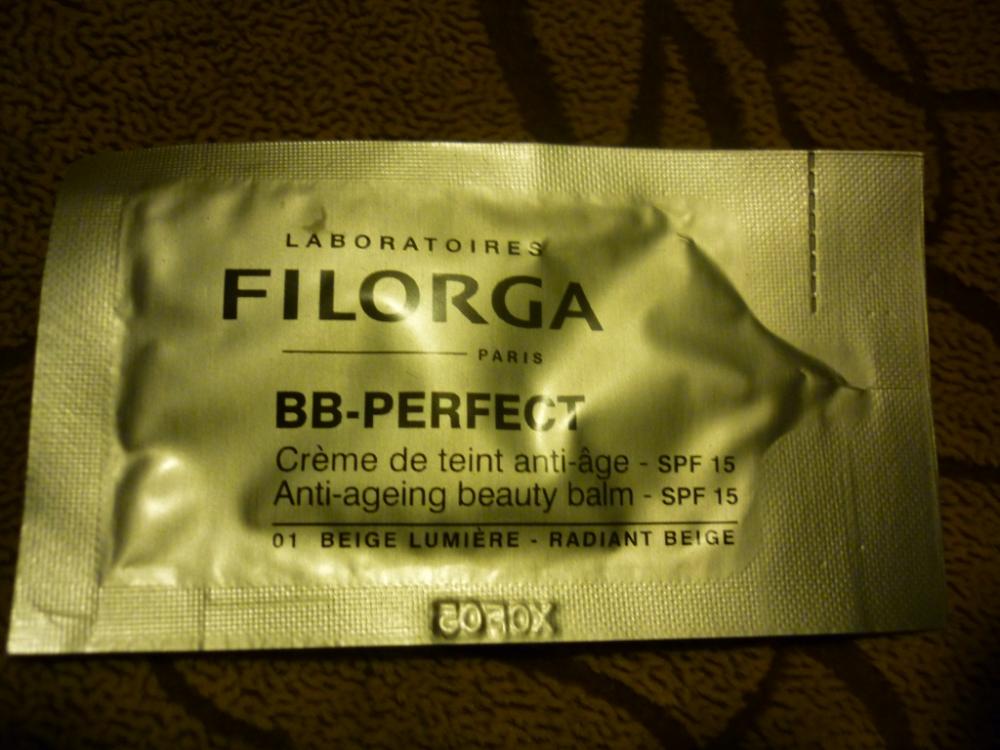 LABORATOIRES
FILORGA
PARIS
BB-PERFECT
Crème de teint anti-âge - SPF 15
Anti-ageing beauty balm - SPF 15
01 BEIGE LUMIÈRE - RADIANT BEIGE